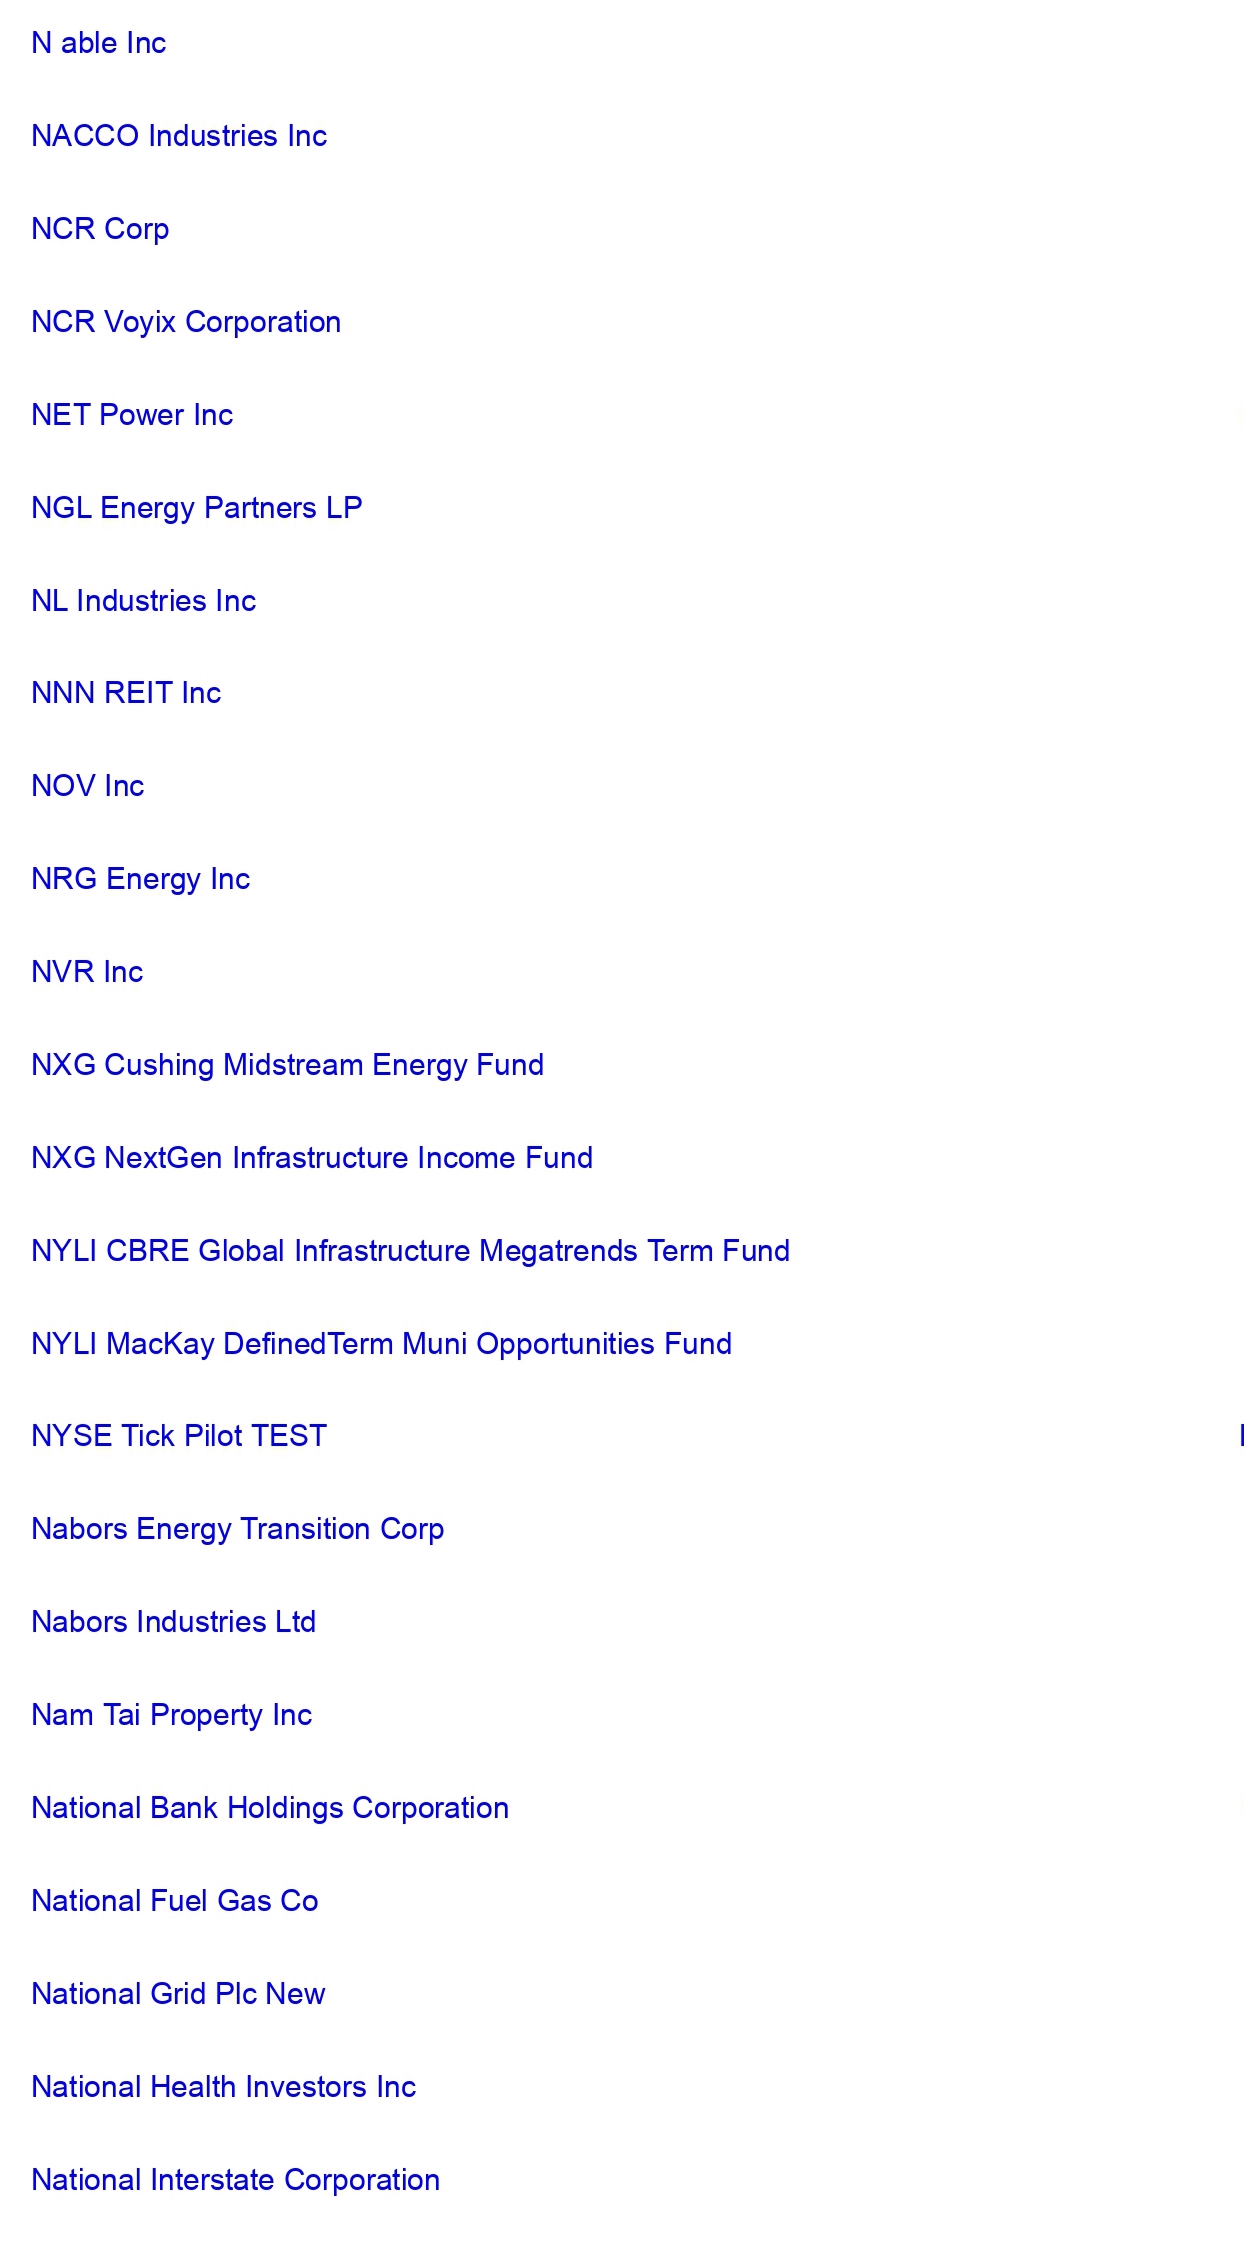 N able Inc
NACCO Industries Inc
NCR Corp
NCR Voyix Corporation
NET Power Inc
NGL Energy Partners LP
NL Industries Inc
NNN REIT Inc
NOV Inc
NRG Energy Inc
NVR Inc
NXG Cushing Midstream Energy Fund
NXG NextGen Infrastructure Income Fund
NYLI CBRE Global Infrastructure Megatrends Term Fund
NYLI MacKay DefinedTerm Muni Opportunities Fund
NYSE Tick Pilot TEST
Nabors Energy Transition Corp
Nabors Industries Ltd
Nam Tai Property Inc
National Bank Holdings Corporation
National Fuel Gas Co
National Grid Plc New
National Health Investors Inc
National Interstate Corporation